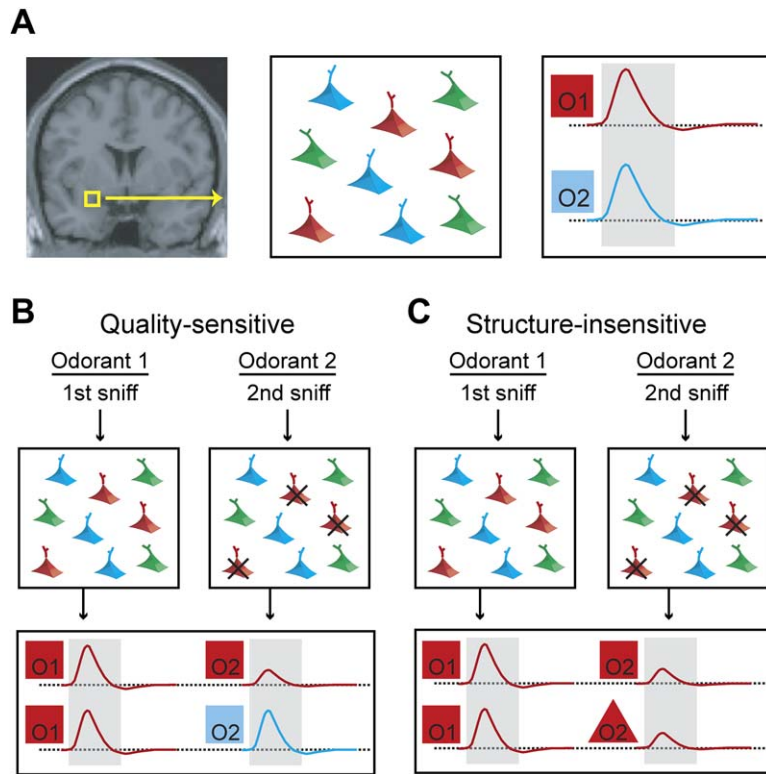 A
O1
O2
B
Quality-sensitive
Odorant 1
1st sniff
Odorant 2
2nd sniff
O1
O2
O1
O2
C
Structure-insensitive
Odorant 1
1st sniff
Odorant 2
2nd sniff
O1
O2
O1
O2